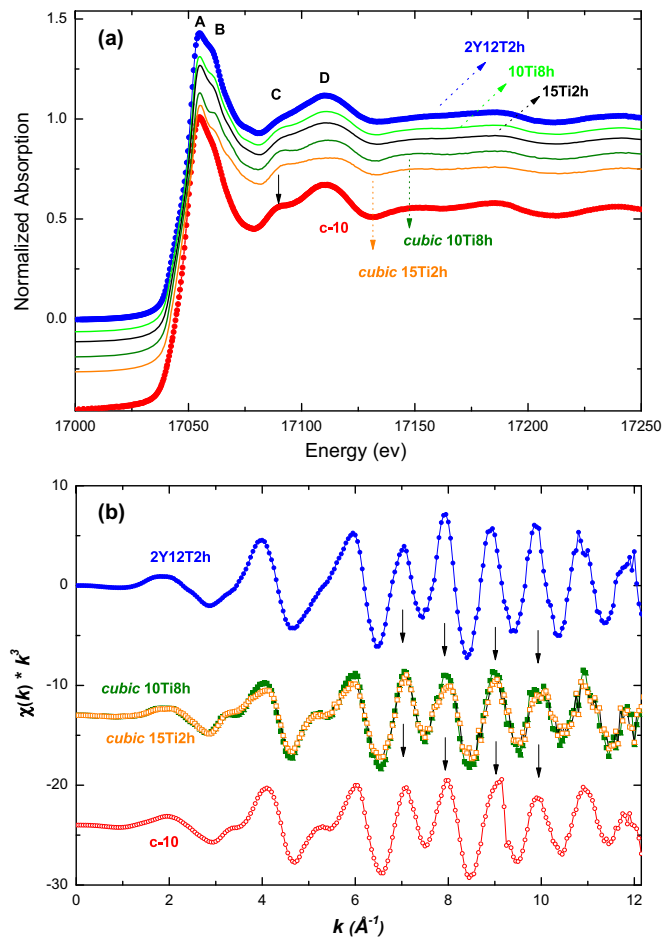 (a)
A
B
C
D
2Y12T2h
10Ti8h
15Ti2h
c-10
cubic 10Ti8h
cubic 15Ti2h
1.5
1.0
0.5
0.0
Normalized Absorption
17000 17050 17100 17150 17200 17250
Energy (ev)
(b)
2Y12T2h
cubic 10Ti8h
cubic 15Ti2h
c-10
10
0
-10
-20
-30
χ(k) * k³
0 2 4 6 8 10 12
k (Å⁻¹)